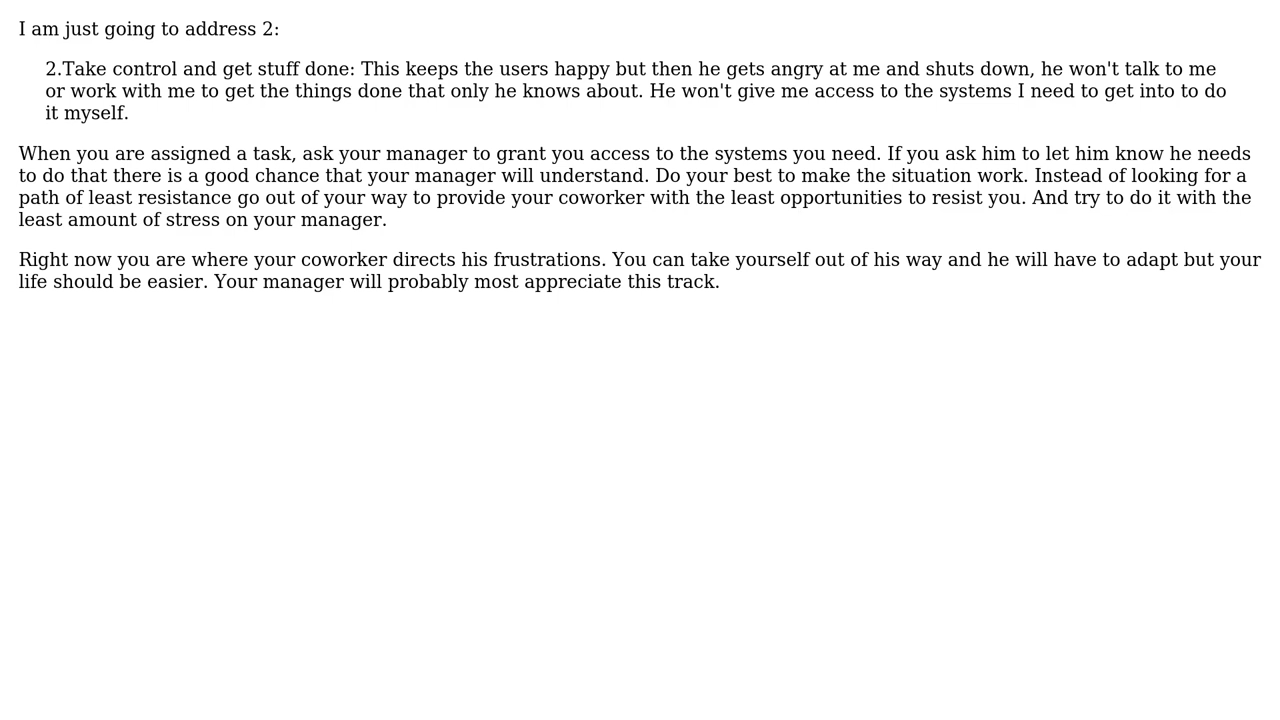 I am just going to address 2:
2.Take control and get stuff done: This keeps the users happy but then he gets angry at me and shuts down, he won't talk to me
or work with me to get the things done that only he knows about. He won't give me access to the systems I need to get into to do
it myself.
When you are assigned a task, ask your manager to grant you access to the systems you need. If you ask him to let him know he needs
to do that there is a good chance that your manager will understand. Do your best to make the situation work. Instead of looking for a
path of least resistance go out of your way to provide your coworker with the least opportunities to resist you. And try to do it with the
least amount of stress on your manager.
Right now you are where your coworker directs his frustrations. You can take yourself out of his way and he will have to adapt but your
life should be easier. Your manager will probably most appreciate this track.